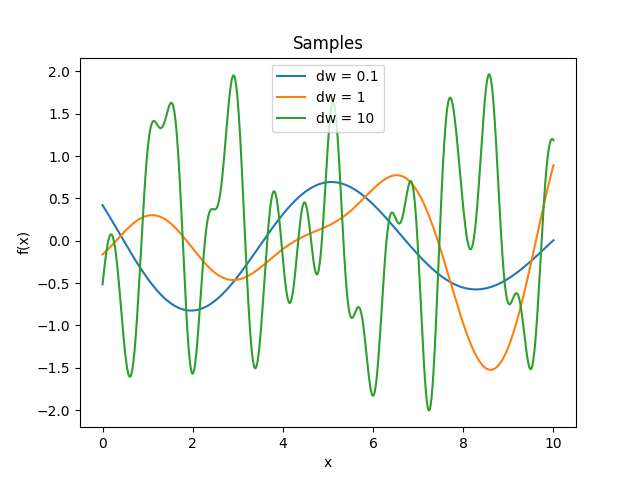 Samples
dw = 0.1
dw = 1
dw = 10
2.0
1.5
1.0
0.5
0.0
−0.5
−1.0
−1.5
−2.0
f(x)
0 2 4 6 8 10
x